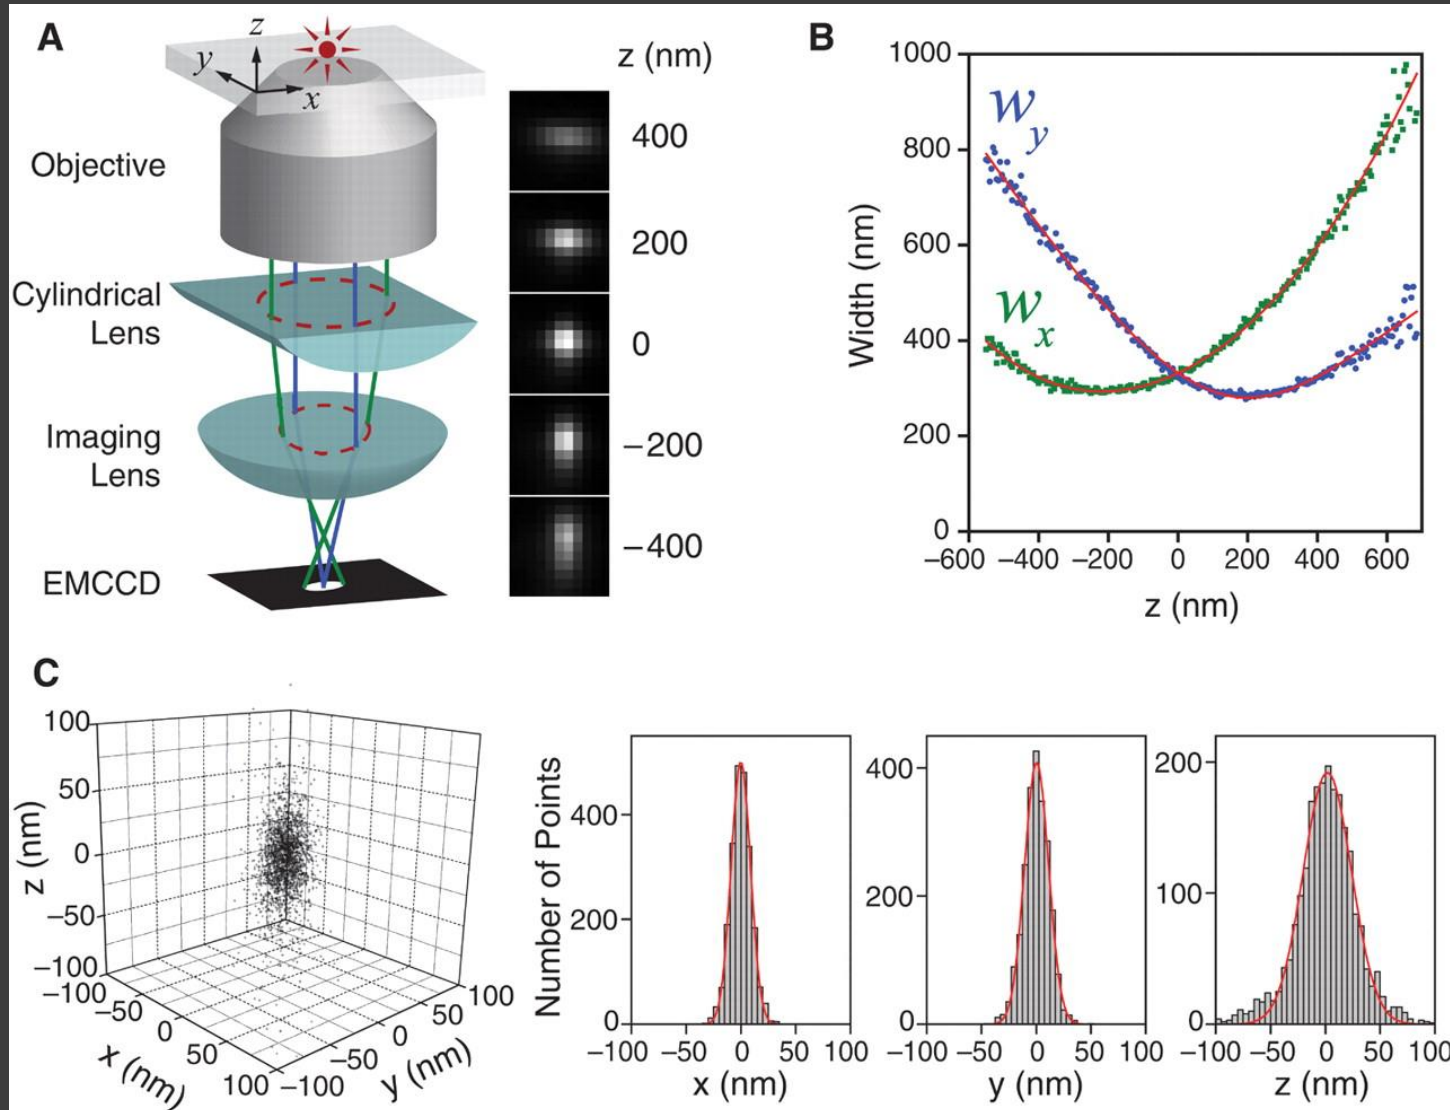 A
z
y
x
Objective
Cylindrical
Lens
Imaging
Lens
EMCCD
z (nm)
400
200
0
−200
−400
B
1000
800
600
400
200
0
Width (nm)
wy
wx
−600 −400 −200 0 200 400 600
z (nm)
C
100
50
0
−50
−100
z (nm)
−100
−50
0
50
100
x (nm)
−100
−50
0
50
100
y (nm)
Number of Points
400
200
0
−100 −50 0 50 100
x (nm)
400
200
0
−100 −50 0 50 100
y (nm)
200
100
0
−100 −50 0 50 100
z (nm)